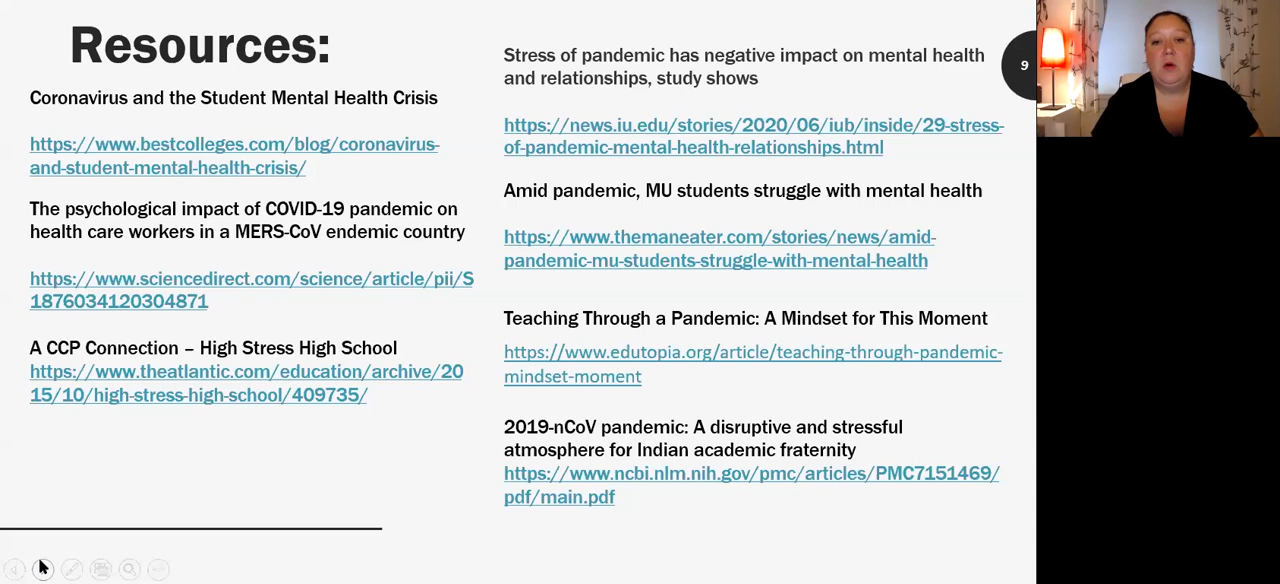 Resources:
Coronavirus and the Student Mental Health Crisis
https://www.bestcolleges.com/blog/coronavirus-
and-student-mental-health-crisis/
The psychological impact of COVID-19 pandemic on
health care workers in a MERS-CoV endemic country
https://www.sciencedirect.com/science/article/pii/S
1876034120304871
A CCP Connection – High Stress High School
https://www.theatlantic.com/education/archive/20
15/10/high-stress-high-school/409735/
Stress of pandemic has negative impact on mental health
and relationships, study shows
https://news.iu.edu/stories/2020/06/iub/inside/29-stress-
of-pandemic-mental-health-relationships.html
Amid pandemic, MU students struggle with mental health
https://www.themaneater.com/stories/news/amid-
pandemic-mu-students-struggle-with-mental-health
Teaching Through a Pandemic: A Mindset for This Moment
https://www.edutopia.org/article/teaching-through-pandemic-
mindset-moment
2019-nCoV pandemic: A disruptive and stressful
atmosphere for Indian academic fraternity
https://www.ncbi.nlm.nih.gov/pmc/articles/PMC7151469/
pdf/main.pdf
9